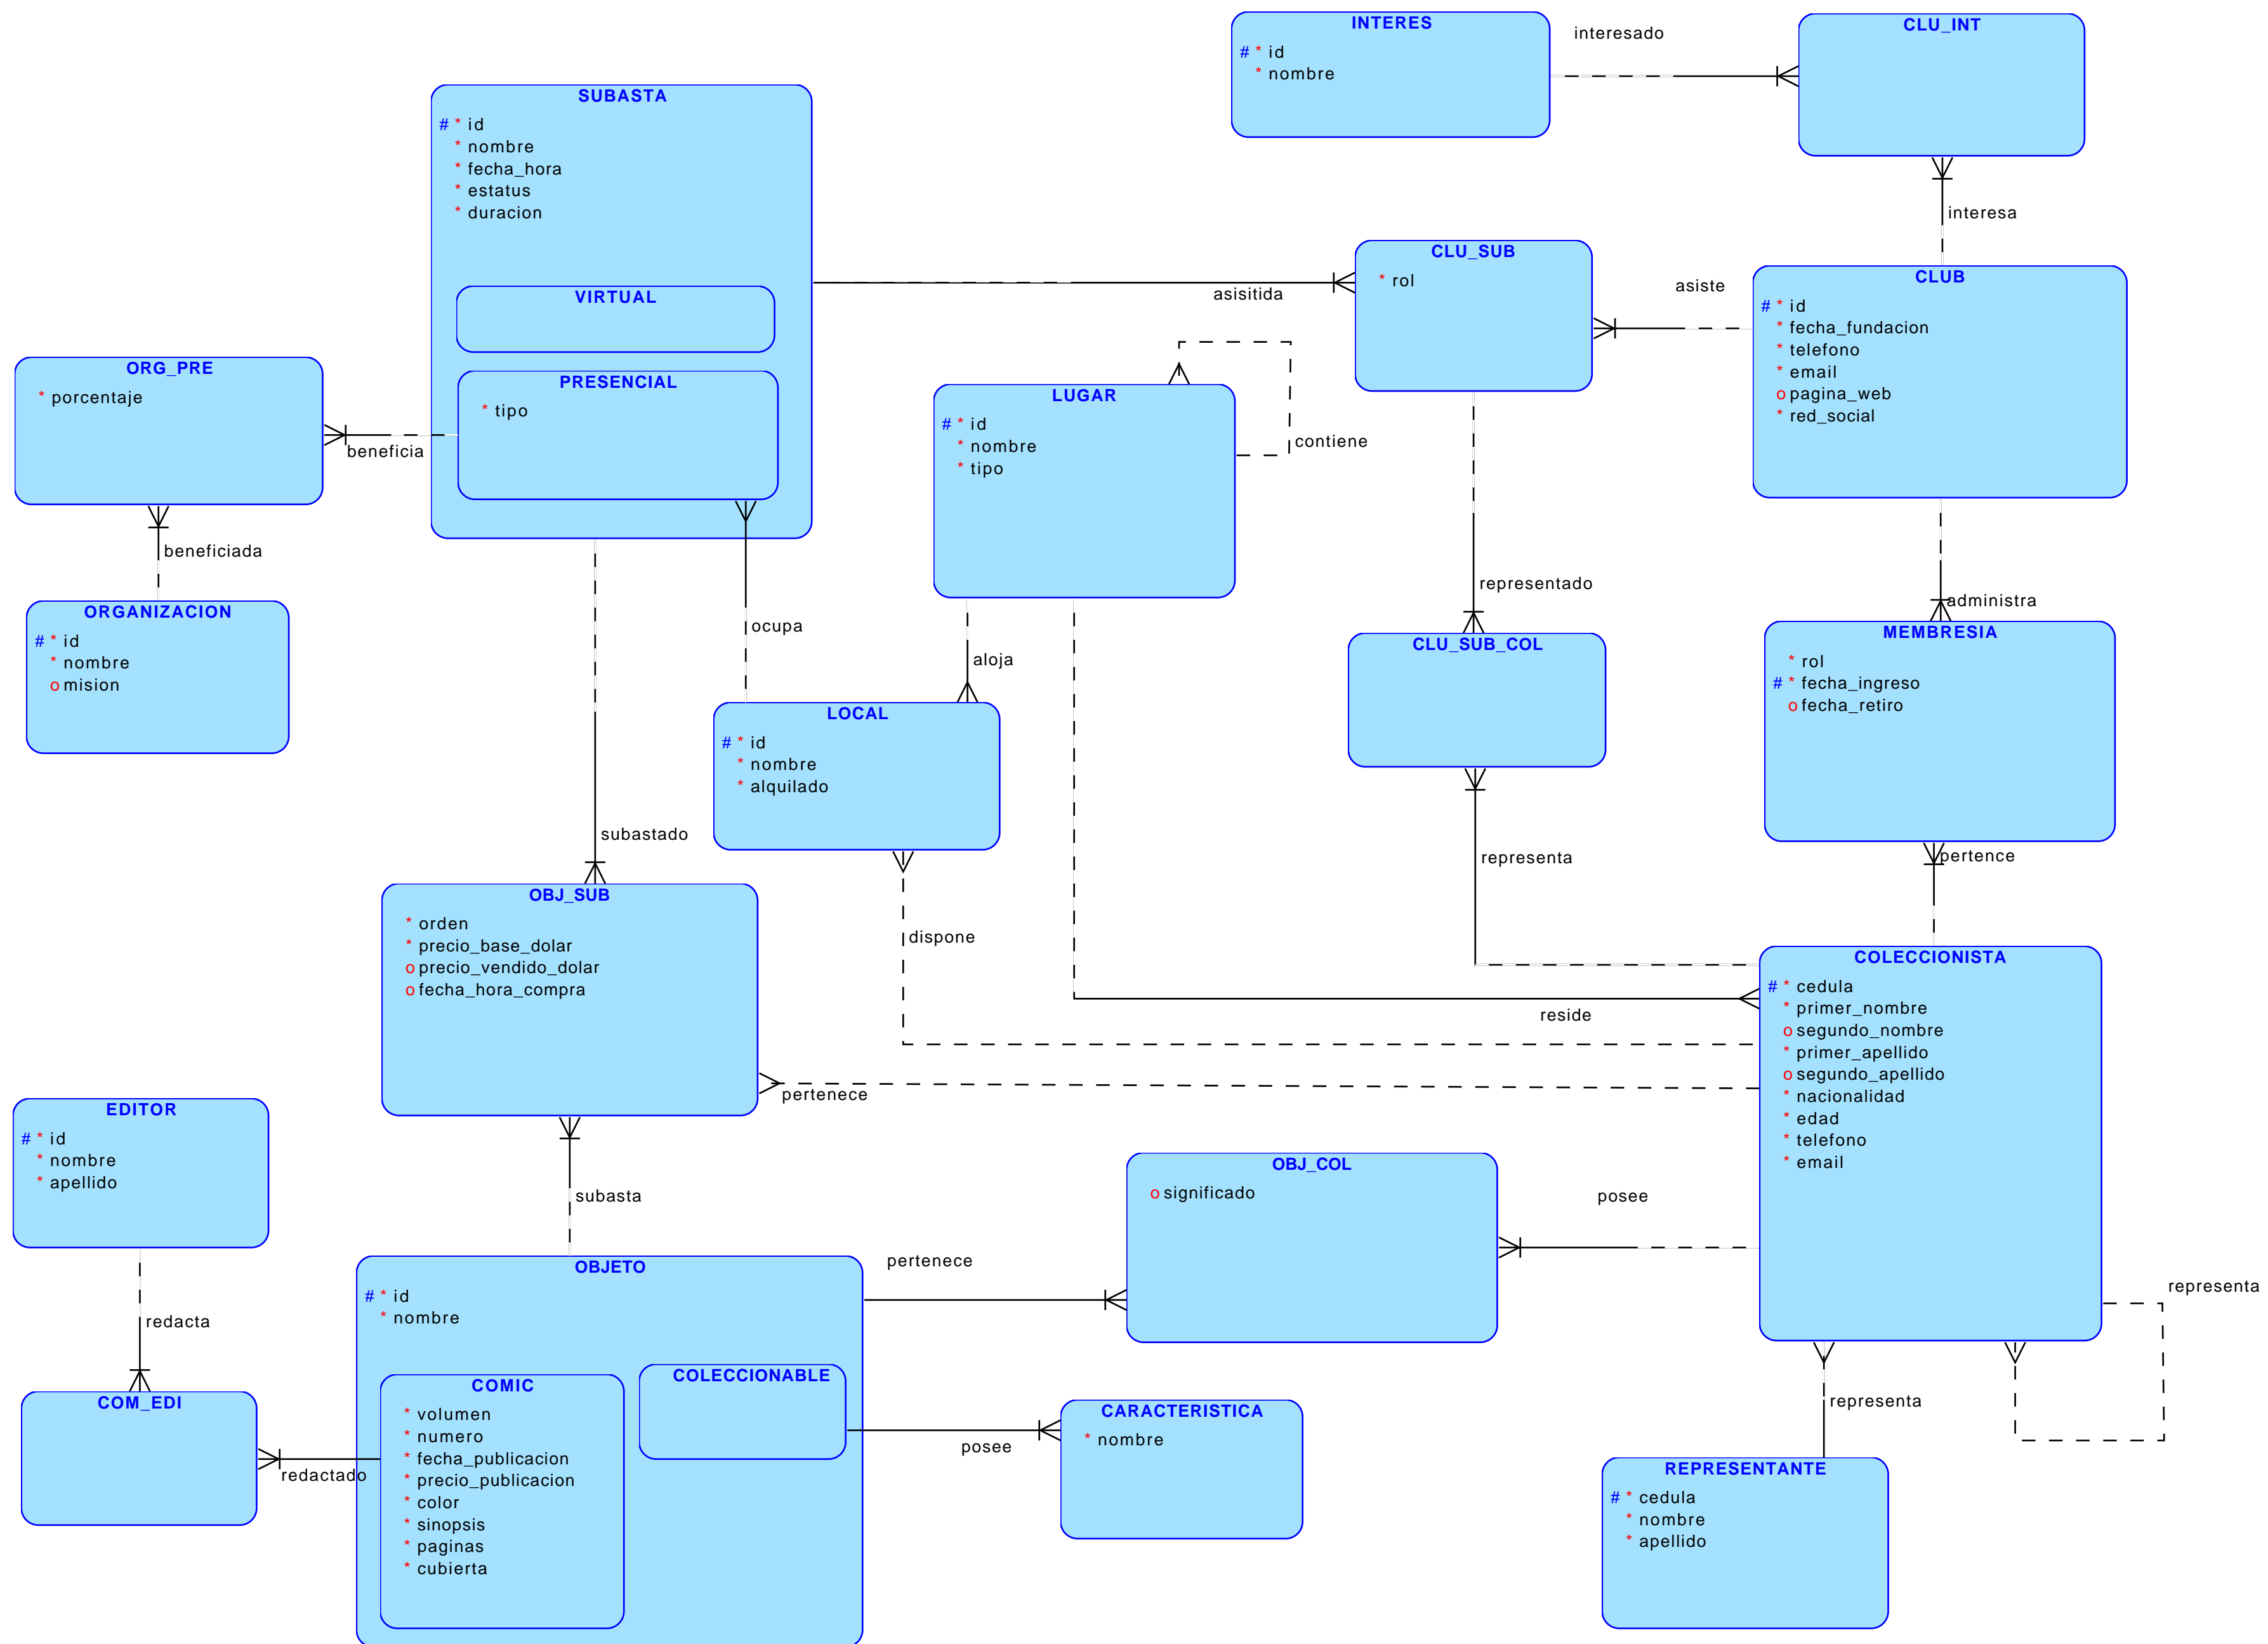 INTERES
# * id
* nombre
interesado
CLU_INT
interesa
SUBASTA
# * id
* nombre
* fecha_hora
* estatus
* duracion
VIRTUAL
PRESENCIAL
* tipo
asisitida
CLU_SUB
* rol
asiste
CLUB
# * id
* fecha_fundacion
* telefono
* email
o pagina_web
* red_social
ORG_PRE
* porcentaje
beneficia
beneficiada
ORGANIZACION
# * id
* nombre
o mision
LUGAR
# * id
* nombre
* tipo
contiene
ocupa
aloja
representado
administra
LOCAL
# * id
* nombre
* alquilado
CLU_SUB_COL
MEMBRESIA
* rol
# * fecha_ingreso
o fecha_retiro
subastado
representa
pertence
dispone
OBJ_SUB
* orden
* precio_base_dolar
o precio_vendido_dolar
o fecha_hora_compra
reside
pertenece
COLECCIONISTA
# * cedula
* primer_nombre
o segundo_nombre
* primer_apellido
o segundo_apellido
* nacionalidad
* edad
* telefono
* email
EDITOR
# * id
* nombre
* apellido
subasta
OBJ_COL
o significado
posee
pertenece
representa
redacta
OBJETO
# * id
* nombre
COMIC
* volumen
* numero
* fecha_publicacion
* precio_publicacion
* color
* sinopsis
* paginas
* cubierta
COLECCIONABLE
COM_EDI
redactado
posee
CARACTERISTICA
* nombre
representa
REPRESENTANTE
# * cedula
* nombre
* apellido